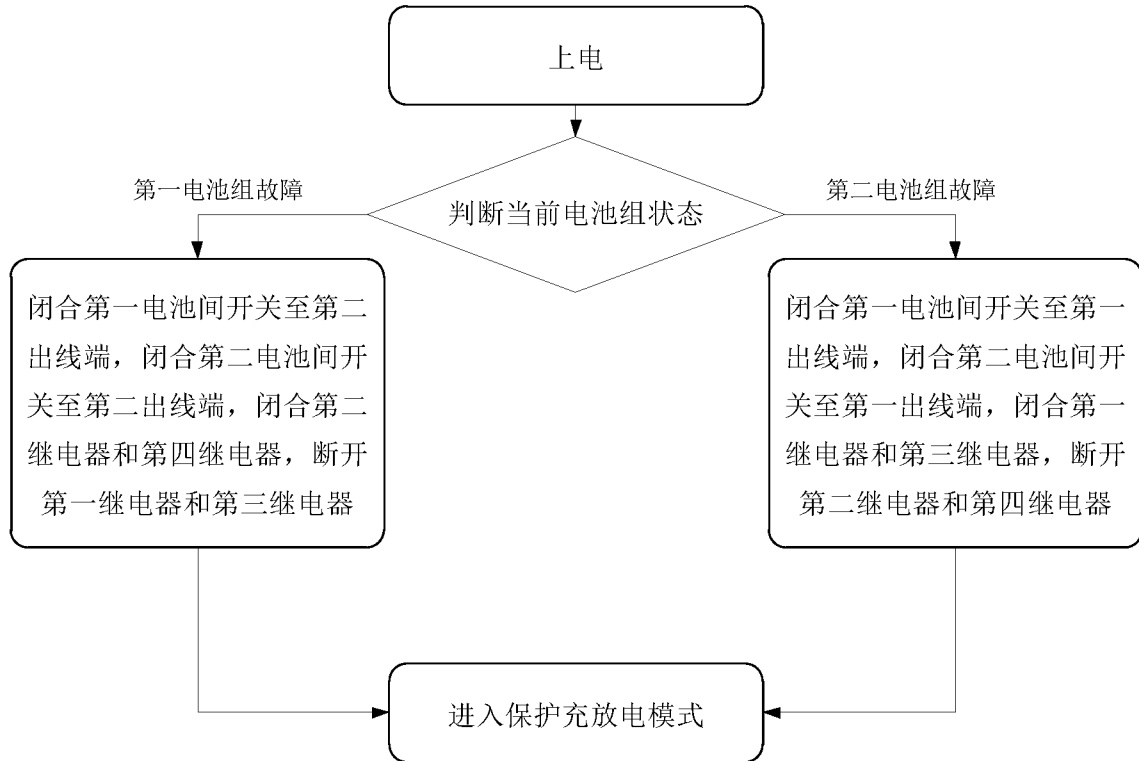 上电
第一电池组故障
判断当前电池组状态
第二电池组故障
闭合第一电池间开关至第二
出线端，闭合第二电池间开
关至第二出线端，闭合第二
继电器和第四继电器，断开
第一继电器和第三继电器
闭合第一电池间开关至第一
出线端，闭合第二电池间开
关至第一出线端，闭合第一
继电器和第三继电器，断开
第二继电器和第四继电器
进入保护充放电模式